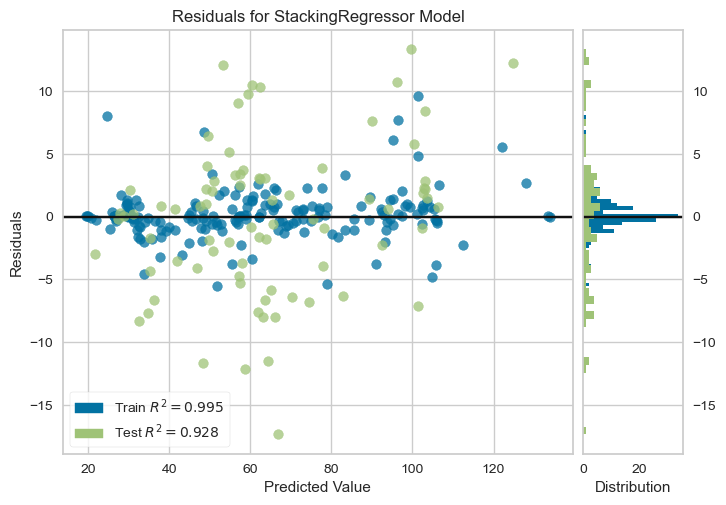 Residuals for StackingRegressor Model
Residuals
10
5
0
−5
−10
−15
10
5
0
−5
−10
−15
Train R² = 0.995
Test R² = 0.928
20 40 60 80 100 120
0 20
Predicted Value
Distribution